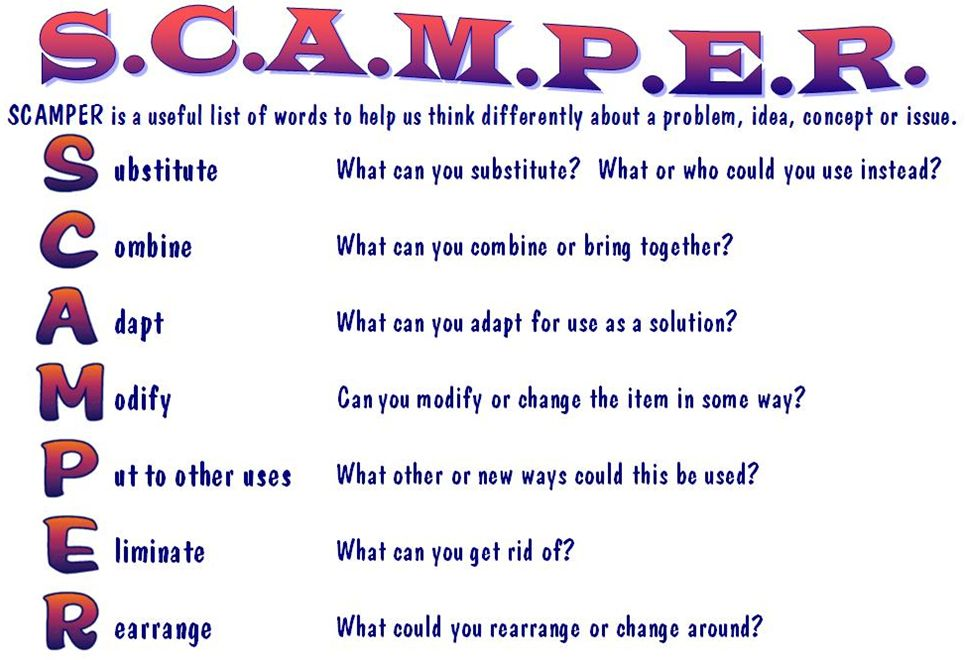 S.C.A.M.P.E.R.
SCAMPER is a useful list of words to help us think differently about a problem, idea, concept or issue.
Substitute What can you substitute? What or who could you use instead?
Combine What can you combine or bring together?
Adapt What can you adapt for use as a solution?
Modify Can you modify or change the item in some way?
Put to other uses What other or new ways could this be used?
Eliminate What can you get rid of?
Rearrange What could you rearrange or change around?